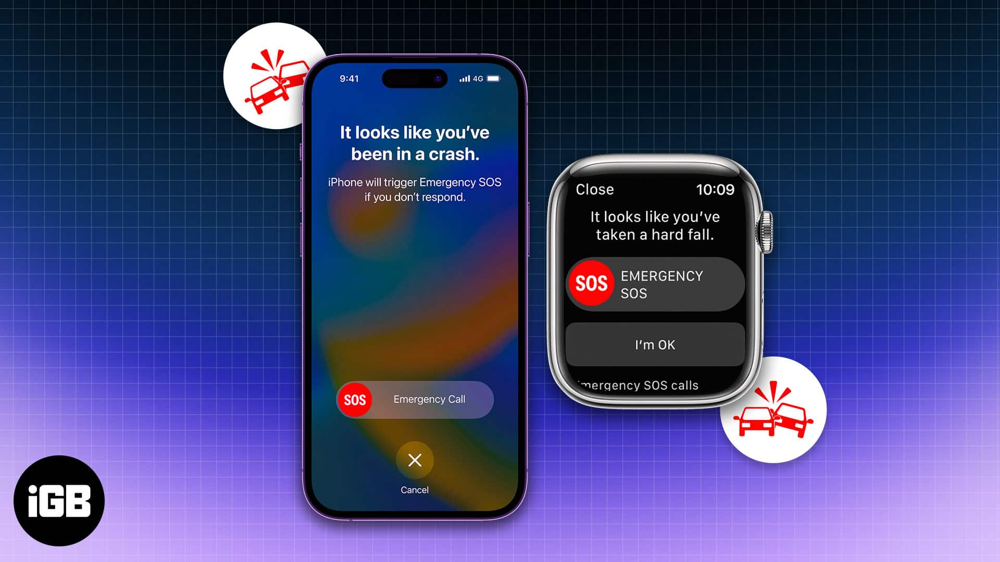 9:41
4G
It looks like you’ve
been in a crash.
iPhone will trigger Emergency SOS
if you don’t respond.
SOS
Emergency Call
Cancel
Close
10:09
It looks like you’ve
taken a hard fall.
SOS
EMERGENCY
SOS
I’m OK
mergency SOS calls
iGB